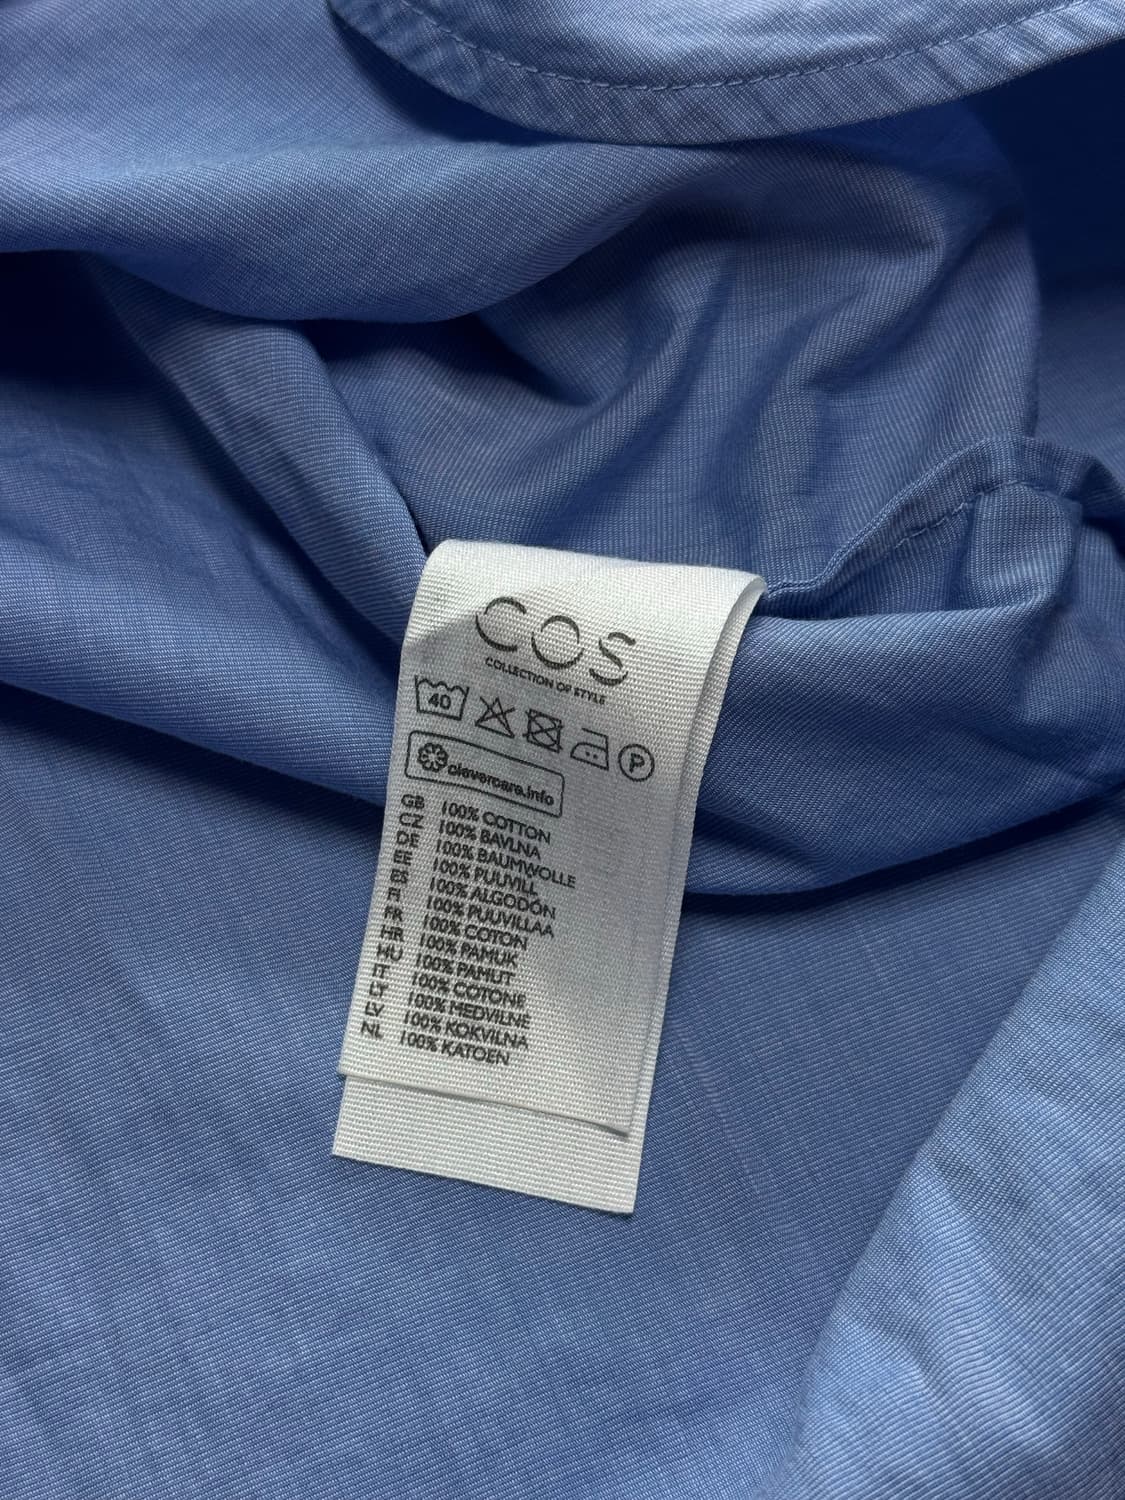 COS
COLLECTION OF STYLE
40
P
clevercare.info
GB 100% COTTON
CZ 100% BAVLNA
DE 100% BAUMWOLLE
EE 100% PUUVILL
ES 100% ALGODÓN
FI 100% PUUVILLAA
FR 100% COTON
HR 100% PAMUK
HU 100% PAMUT
IT 100% COTONE
LT 100% MEDVILNĖ
LV 100% KOKVILNA
NL 100% KATOEN